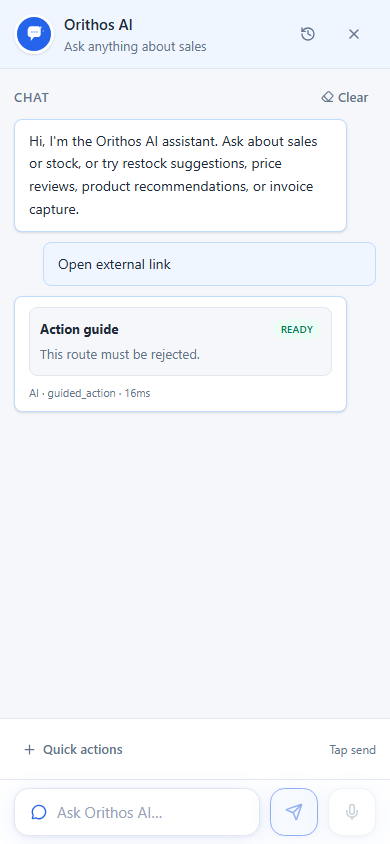 Orithos AI
Ask anything about sales
CHAT
Clear
Hi, I'm the Orithos AI assistant. Ask about sales
or stock, or try restock suggestions, price
reviews, product recommendations, or invoice
capture.
Open external link
Action guide
READY
This route must be rejected.
AI · guided_action · 16ms
Quick actions
Tap send
Ask Orithos AI...